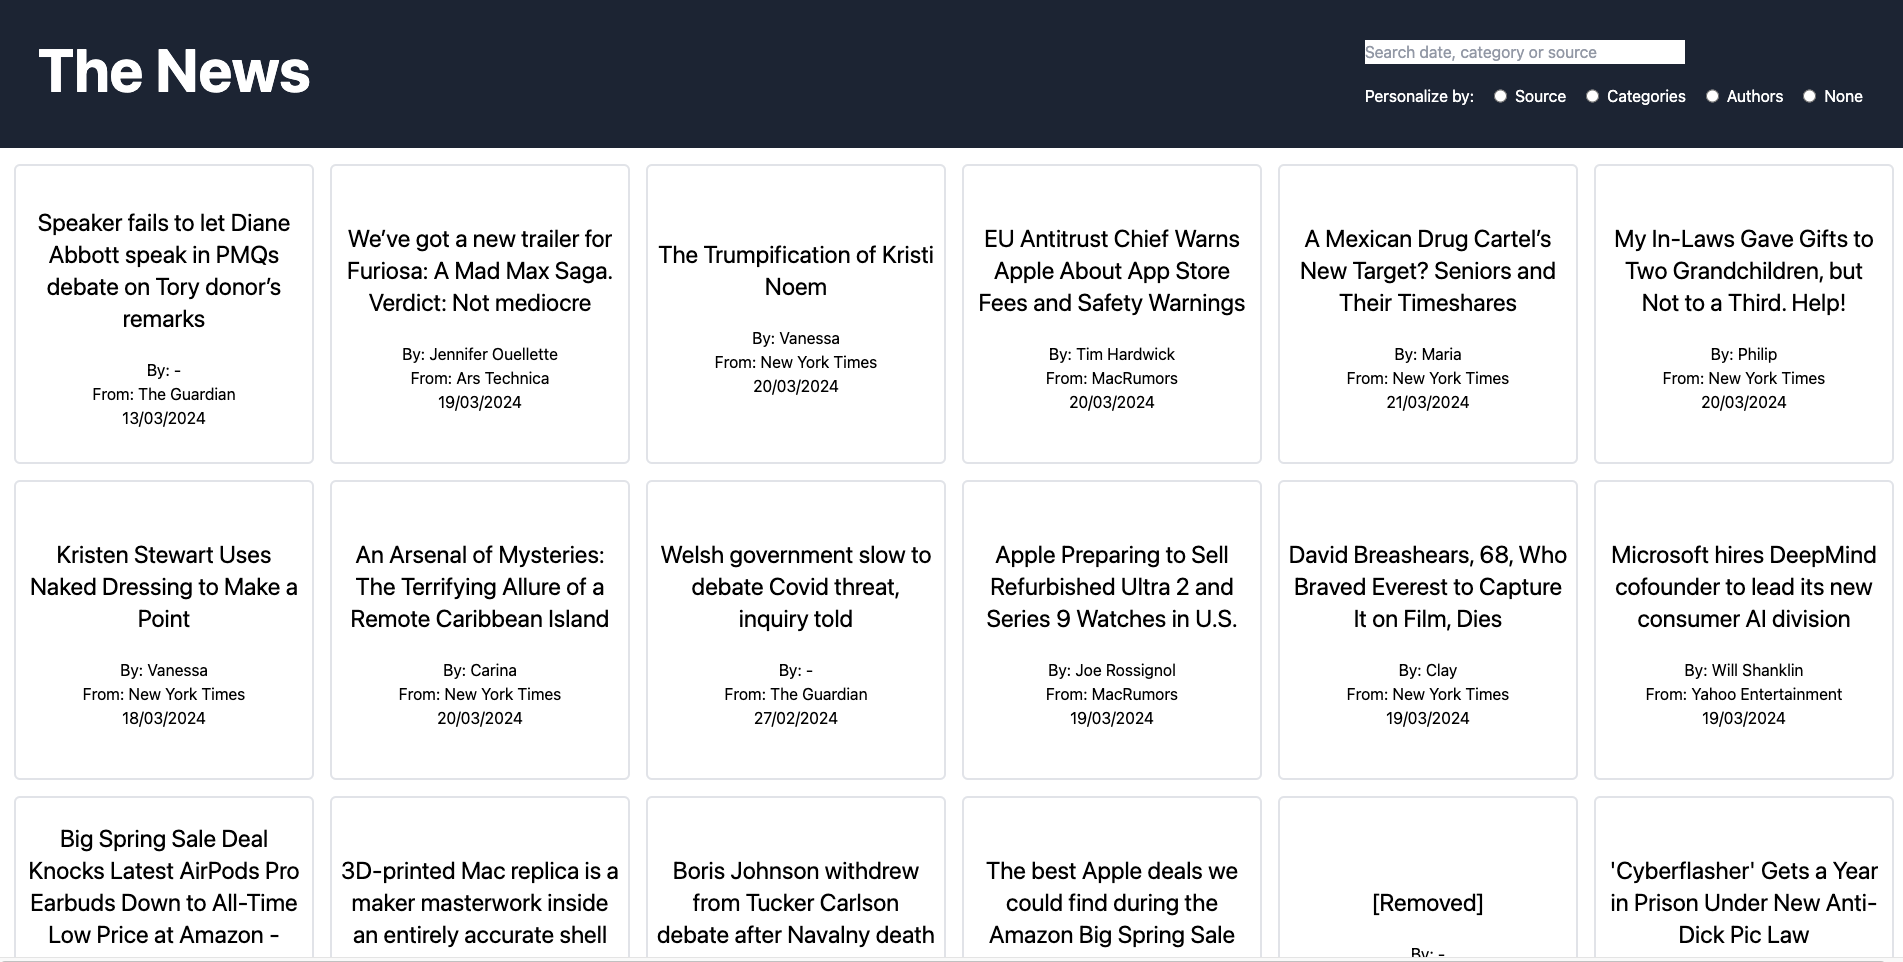 The News
Search date, category or source
Personalize by: Source Categories Authors None
Speaker fails to let Diane
Abbott speak in PMQs
debate on Tory donor’s
remarks
By: -
From: The Guardian
13/03/2024
We’ve got a new trailer for
Furiosa: A Mad Max Saga.
Verdict: Not mediocre
By: Jennifer Ouellette
From: Ars Technica
19/03/2024
The Trumpification of Kristi
Noem
By: Vanessa
From: New York Times
20/03/2024
EU Antitrust Chief Warns
Apple About App Store
Fees and Safety Warnings
By: Tim Hardwick
From: MacRumors
20/03/2024
A Mexican Drug Cartel’s
New Target? Seniors and
Their Timeshares
By: Maria
From: New York Times
21/03/2024
My In-Laws Gave Gifts to
Two Grandchildren, but
Not to a Third. Help!
By: Philip
From: New York Times
20/03/2024
Kristen Stewart Uses
Naked Dressing to Make a
Point
By: Vanessa
From: New York Times
18/03/2024
An Arsenal of Mysteries:
The Terrifying Allure of a
Remote Caribbean Island
By: Carina
From: New York Times
20/03/2024
Welsh government slow to
debate Covid threat,
inquiry told
By: -
From: The Guardian
27/02/2024
Apple Preparing to Sell
Refurbished Ultra 2 and
Series 9 Watches in U.S.
By: Joe Rossignol
From: MacRumors
19/03/2024
David Breashears, 68, Who
Braved Everest to Capture
It on Film, Dies
By: Clay
From: New York Times
19/03/2024
Microsoft hires DeepMind
cofounder to lead its new
consumer AI division
By: Will Shanklin
From: Yahoo Entertainment
19/03/2024
Big Spring Sale Deal
Knocks Latest AirPods Pro
Earbuds Down to All-Time
Low Price at Amazon -
3D-printed Mac replica is a
maker masterwork inside
an entirely accurate shell
Boris Johnson withdrew
from Tucker Carlson
debate after Navalny death
The best Apple deals we
could find during the
Amazon Big Spring Sale
[Removed]
By: -
'Cyberflasher' Gets a Year
in Prison Under New Anti-
Dick Pic Law